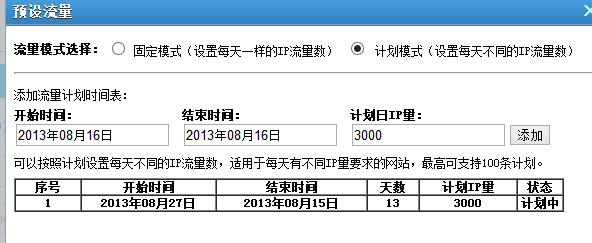 预设流量
流量模式选择： 固定模式（设置每天一样的IP流量数） 计划模式（设置每天不同的IP流量数）
添加流量计划时间表：
开始时间： 结束时间： 计划日IP量：
2013年08月16日 2013年08月16日 3000 添加
可以按照计划设置每天不同的IP流量数，适用于每天有不同IP量要求的网站，最高可支持100条计划。
序号 开始时间 结束时间 天数 计划IP量 状态
1 2013年08月27日 2013年08月15日 13 3000 计划中